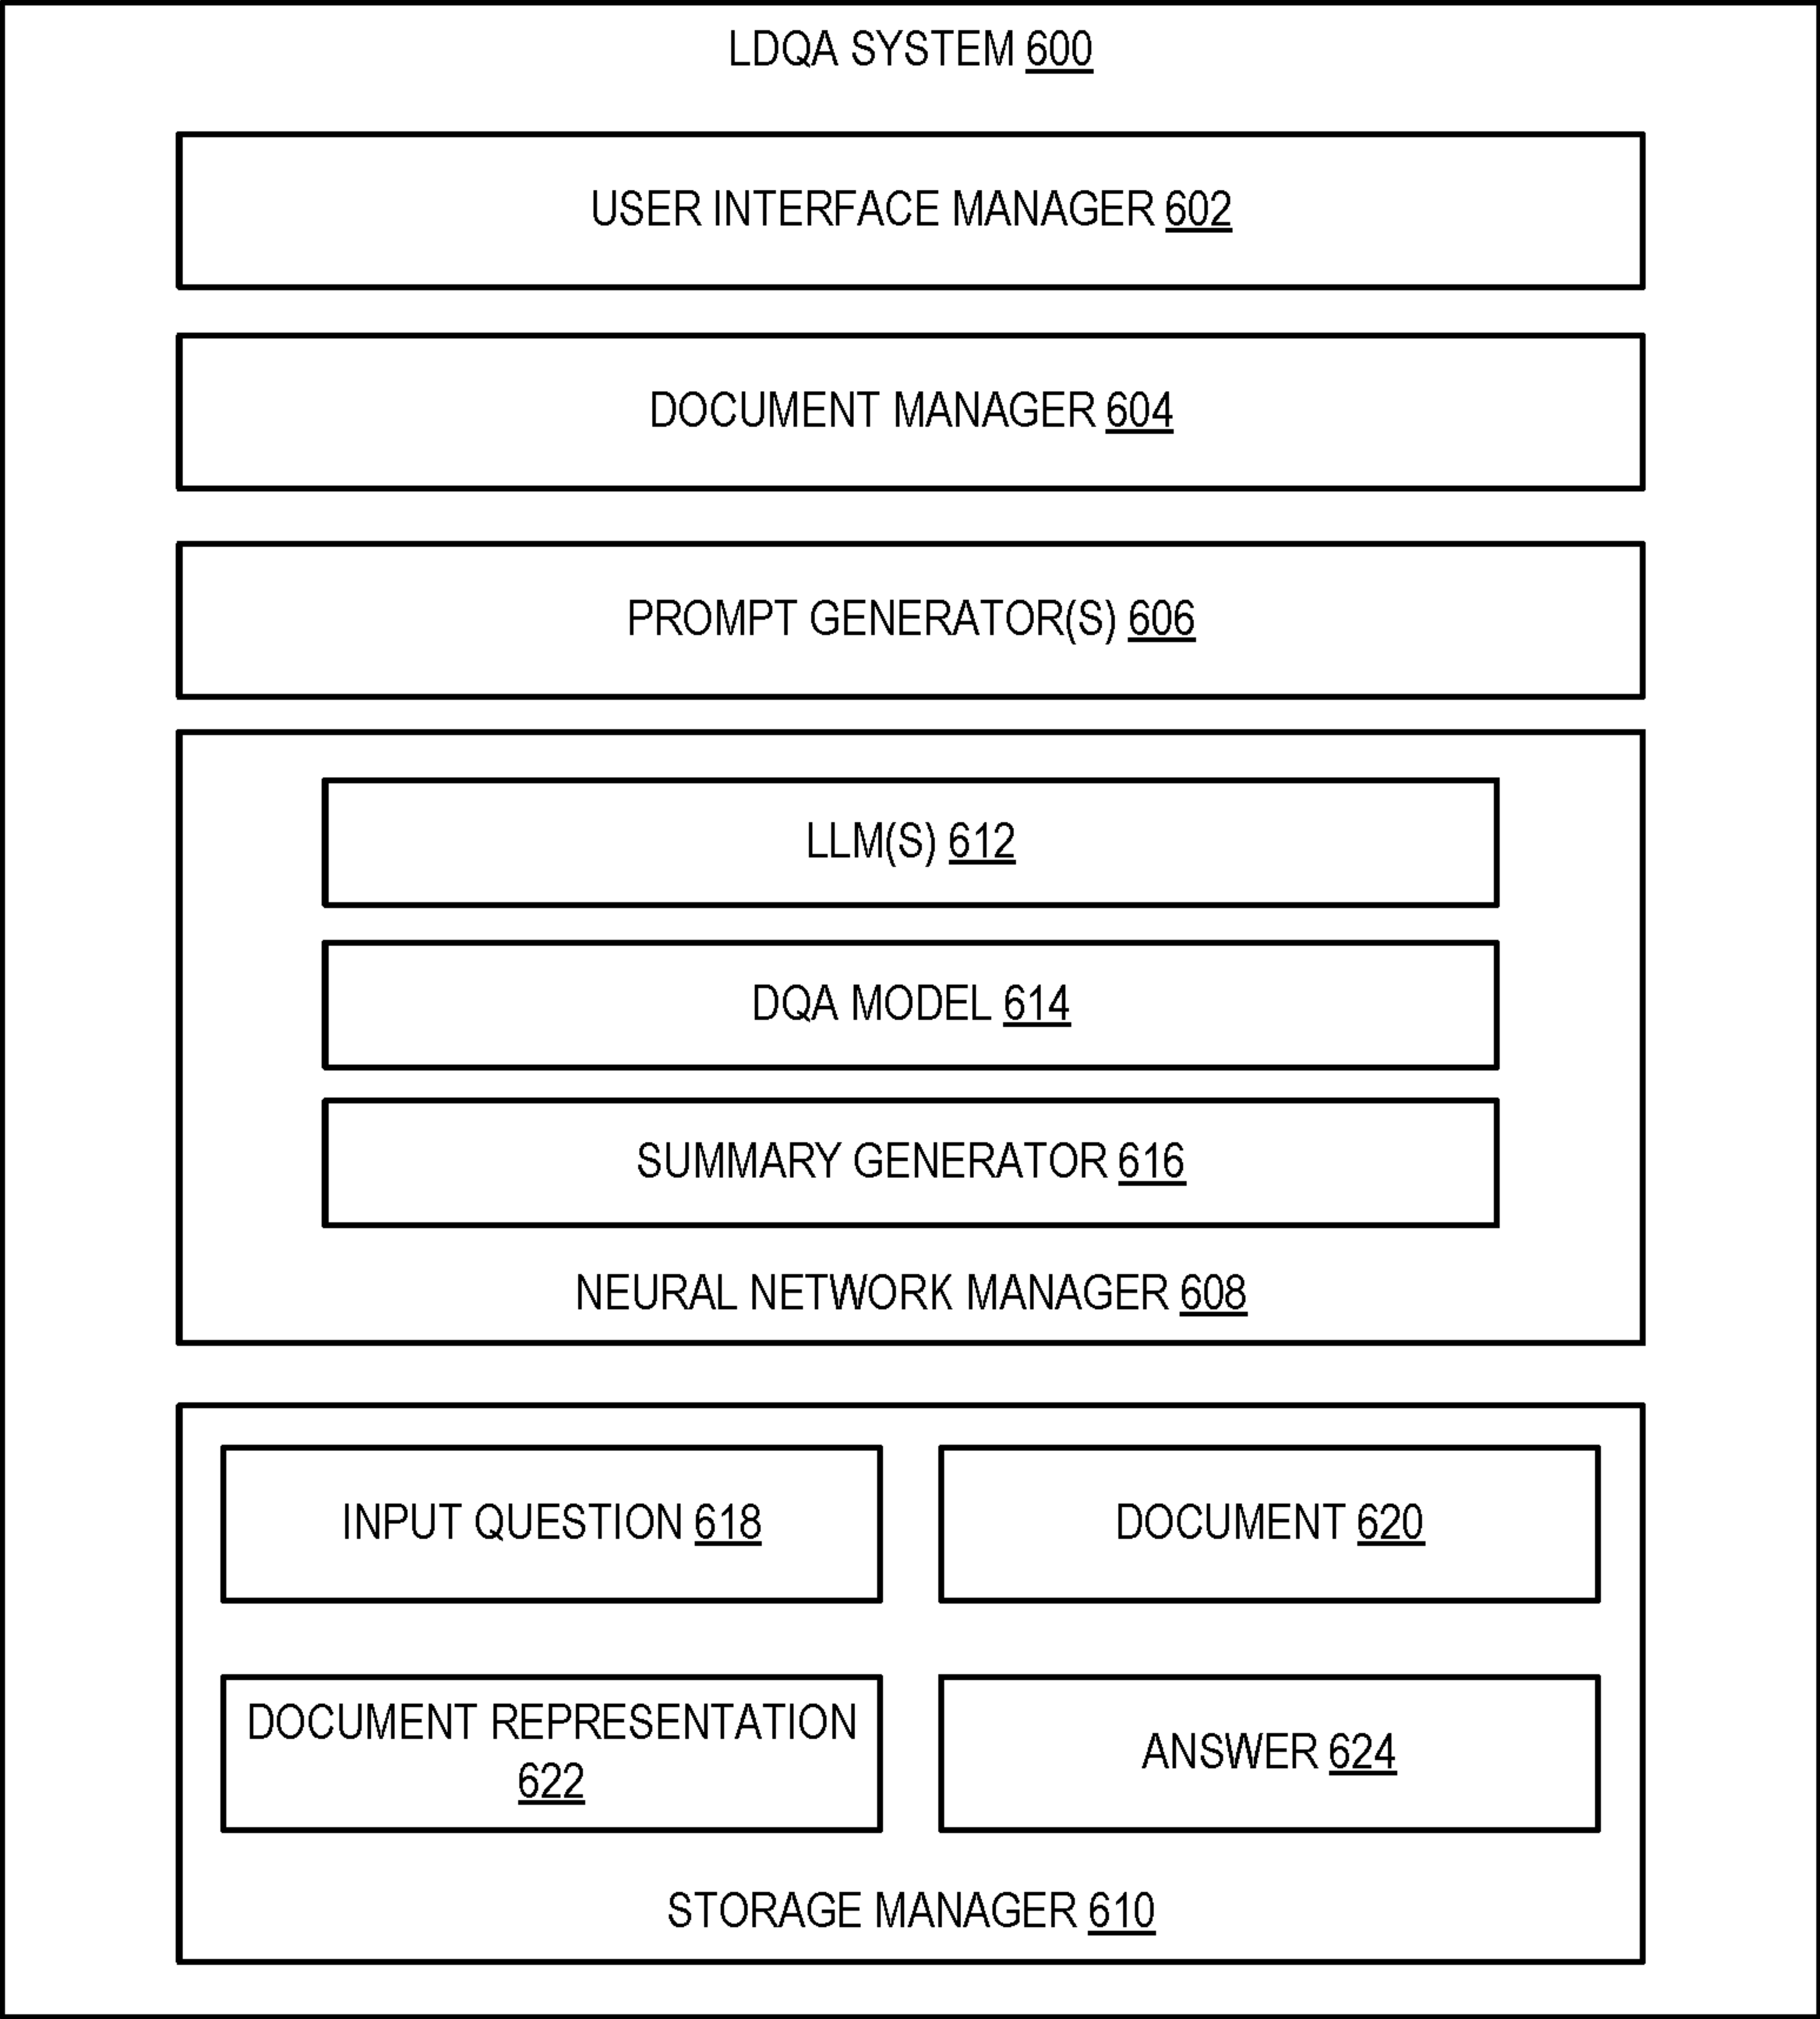 LDQA SYSTEM 600
USER INTERFACE MANAGER 602
DOCUMENT MANAGER 604
PROMPT GENERATOR(S) 606
LLM(S) 612
DQA MODEL 614
SUMMARY GENERATOR 616
NEURAL NETWORK MANAGER 608
INPUT QUESTION 618
DOCUMENT 620
DOCUMENT REPRESENTATION
622
ANSWER 624
STORAGE MANAGER 610